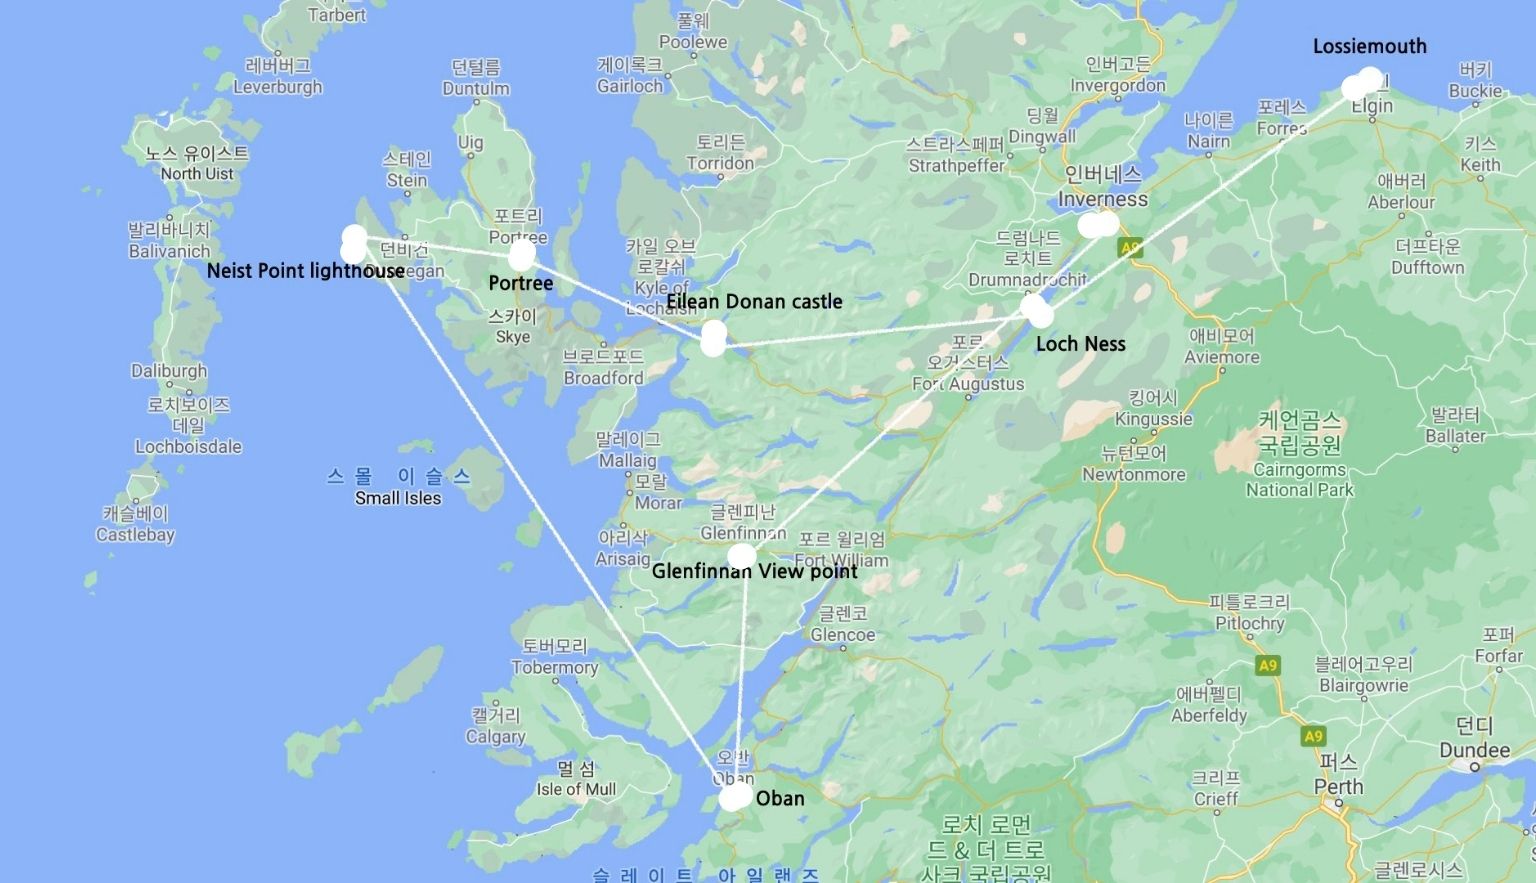 Tarbert
레버버그
Leverburgh
던털름
Duntulm
풀웨
Poolewe
게이록크
Gairloch
인버고든
Invergordon
Lossiemouth
Elgin
버키
Buckie
노스 유이스트
North Uist
스테인
Stein
Uig
토리든
Torridon
스트라스페퍼
Strathpeffer
딩월
Dingwall
나이른
Nairn
포레스
Forres
키스
Keith
인버네스
Inverness
애버러
Aberlour
발리바니치
Balivanich
포트리
Portree
던비건
Neist Point lighthouse
Portree
카일 오브
로칼쉬
Kyle of
Lochalsh
드럼나드
로치트
Drumnadrochit
A9
더프타운
Dufftown
Eilean Donan castle
스카이
Skye
브로드포드
Broadford
Loch Ness
포르
오거스터스
Fort Augustus
애비모어
Aviemore
Daliburgh
로치보이즈
데일
Lochboisdale
말레이그
Mallaig
모랄
Morar
킹어시
Kingussie
뉴턴모어
Newtonmore
케언곰스
국립공원
Cairngorms
National Park
발라터
Ballater
스몰 이슬스
Small Isles
캐슬베이
Castlebay
글렌피난
Glenfinnan
아리삭
Arisaig
포르 윌리엄
Fort William
Glenfinnan View point
글렌코
Glencoe
피틀로크리
Pitlochry
토버모리
Tobermory
A9
블레어고우리
Blairgowrie
포퍼
Forfar
캘거리
Calgary
에버펠디
Aberfeldy
A9
던디
Dundee
멀 섬
Isle of Mull
오반
Oban
Oban
크리프
Crieff
퍼스
Perth
로치 로먼
드 & 더 트로
사크 국립공원
슬레이트 아일랜즈
글렌로시스